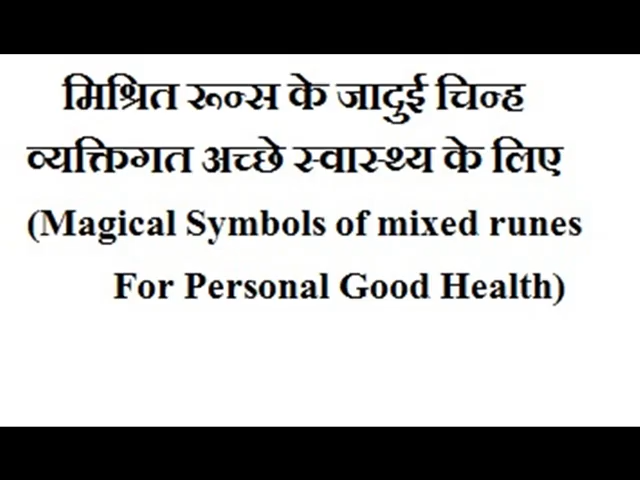 मिश्रित रून्स के जादुई चिन्ह
व्यक्तिगत अच्छे स्वास्थ्य के लिए
(Magical Symbols of mixed runes
For Personal Good Health)